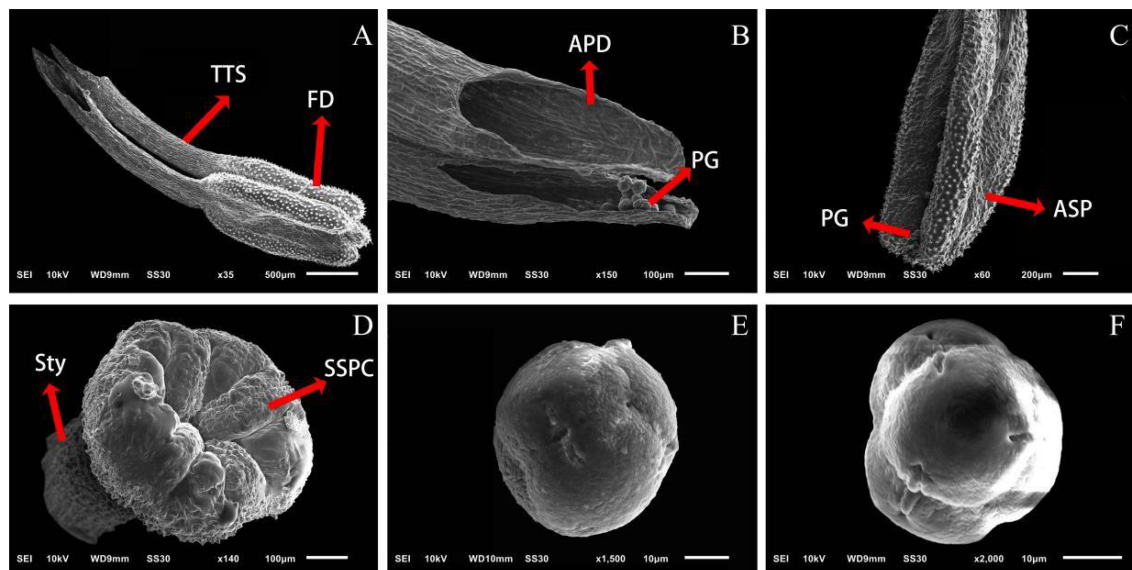 A
TTS
FD
SEI 10kV WD9mm SS30 x35 500μm
B
APD
PG
SEI 10kV WD9mm SS30 x150 100μm
C
PG
ASP
SEI 10kV WD9mm SS30 x60 200μm
D
Sty
SSPC
SEI 10kV WD9mm SS30 x140 100μm
E
SEI 10kV WD10mm SS30 x1,500 10μm
F
SEI 10kV WD9mm SS30 x2,000 10μm